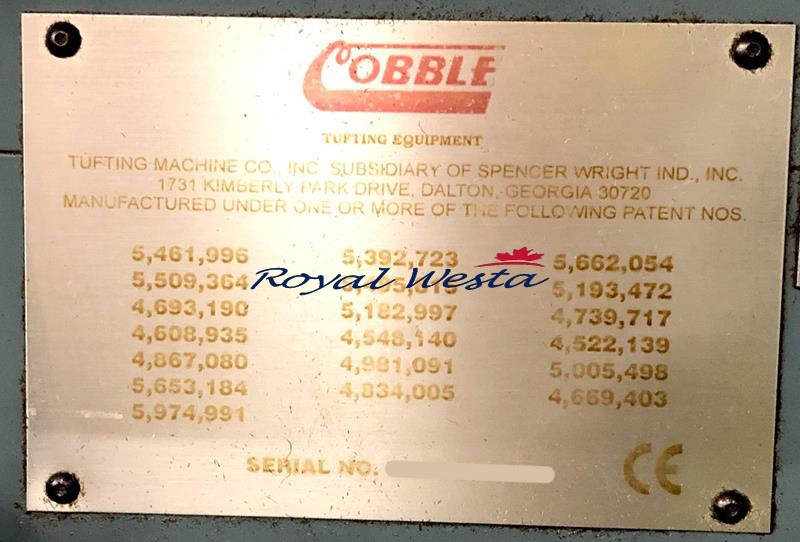 COBBLE
TUFTING EQUIPMENT
TUFTING MACHINE CO., INC. SUBSIDIARY OF SPENCER WRIGHT IND., INC.
1731 KIMBERLY PARK DRIVE, DALTON, GEORGIA 30720
MANUFACTURED UNDER ONE OR MORE OF THE FOLLOWING PATENT NOS.
5,461,996 5,392,723 5,662,054
5,509,364 5,193,472
Royal Westa
4,693,190 5,182,997 4,739,717
4,608,935 4,548,140 4,522,139
4,867,080 4,981,091 5,005,498
5,653,184 4,834,005 4,669,403
5,974,991
SERIAL NO. CE